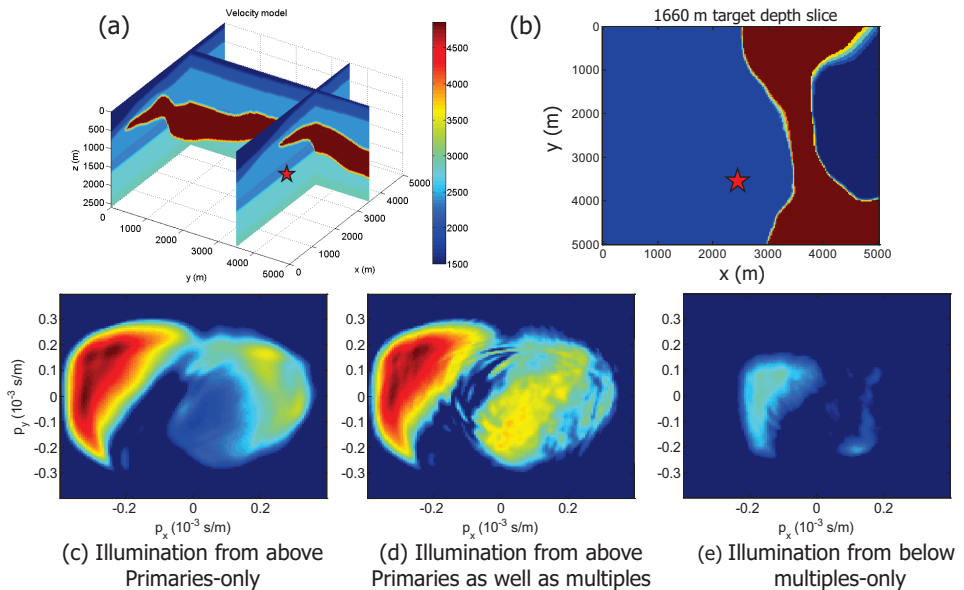 (a)
Velocity model
0
500
1000
1500
2000
2500
z (m)
0
1000
2000
3000
4000
5000
y (m)
0
1000
2000
3000
4000
5000
x (m)
4500
4000
3500
3000
2500
2000
1500
(b)
1660 m target depth slice
0
1000
2000
3000
4000
5000
y (m)
0 1000 2000 3000 4000 5000
x (m)
0.3
0.2
0.1
0
-0.1
-0.2
-0.3
p_y (10^-3 s/m)
-0.2 0 0.2
p_x (10^-3 s/m)
(c) Illumination from above
Primaries-only
0.3
0.2
0.1
0
-0.1
-0.2
-0.3
-0.2 0 0.2
p_x (10^-3 s/m)
(d) Illumination from above
Primaries as well as multiples
0.3
0.2
0.1
0
-0.1
-0.2
-0.3
-0.2 0 0.2
p_x (10^-3 s/m)
(e) Illumination from below
multiples-only